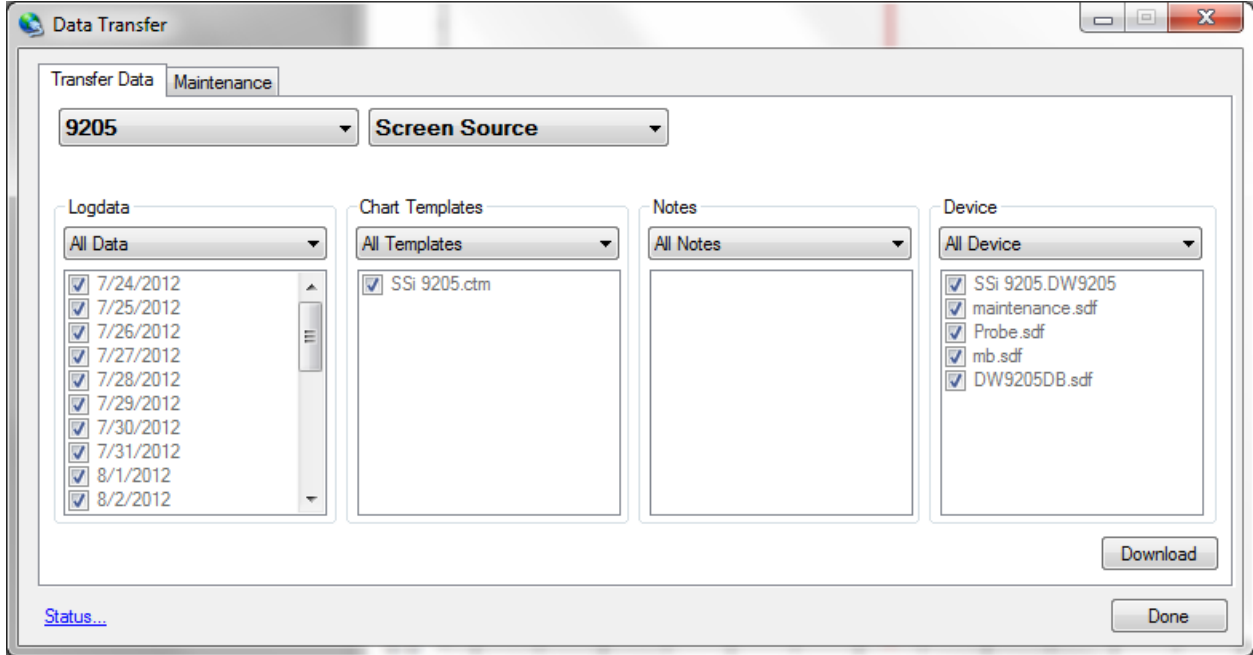 Data Transfer
Transfer Data
Maintenance
9205
Screen Source
Logdata
All Data
7/24/2012
7/25/2012
7/26/2012
7/27/2012
7/28/2012
7/29/2012
7/30/2012
7/31/2012
8/1/2012
8/2/2012
Chart Templates
All Templates
SSi 9205.ctm
Notes
All Notes
Device
All Device
SSi 9205.DW9205
maintenance.sdf
Probe.sdf
mb.sdf
DW9205DB.sdf
Download
Status...
Done